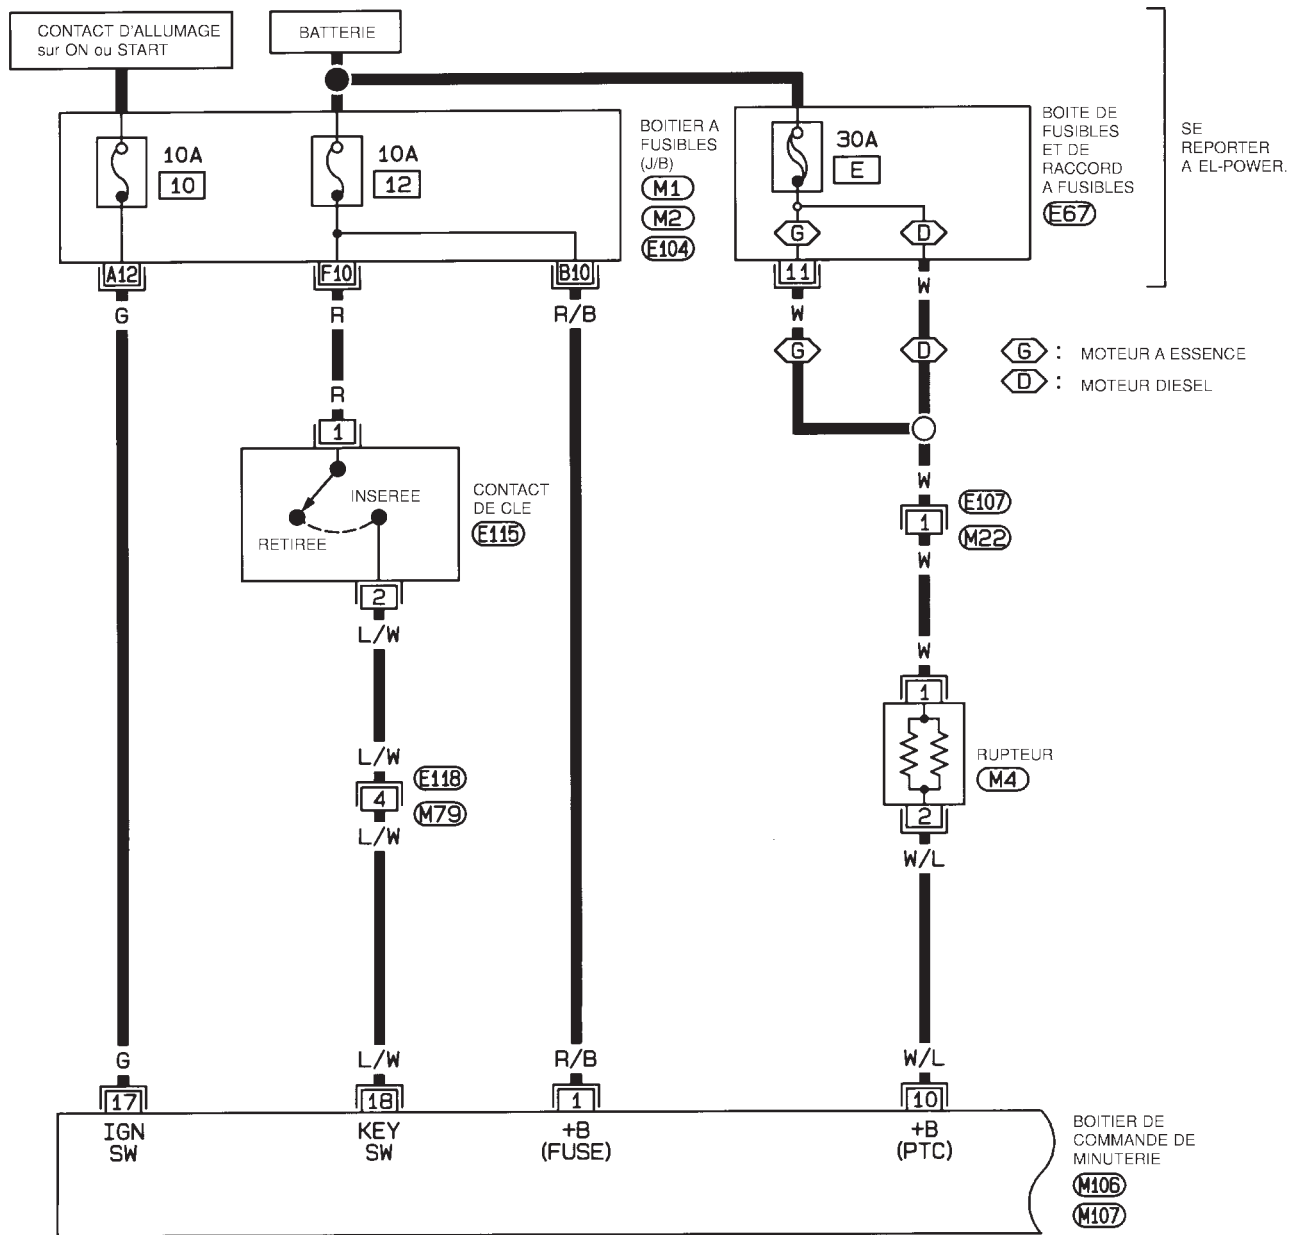 CONTACT D'ALLUMAGE
sur ON ou START
BATTERIE
10A
10
10A
12
BOITIER A
FUSIBLES
(J/B)
M1
M2
E104
30A
E
G
D
BOITE DE
FUSIBLES
ET DE
RACCORD
A FUSIBLES
E67
SE
REPORTER
A EL-POWER.
A12
F10
B10
11
G
R
R/B
W
W
G
D
G : MOTEUR A ESSENCE
D : MOTEUR DIESEL
R
1
INSEREE
RETIREE
CONTACT
DE CLE
E115
2
L/W
W
1
E107
M22
W
W
1
RUPTEUR
M4
2
W/L
L/W
4
E118
M79
L/W
G
L/W
R/B
W/L
17
18
1
10
IGN
SW
KEY
SW
+B
(FUSE)
+B
(PTC)
BOITIER DE
COMMANDE DE
MINUTERIE
M106
M107